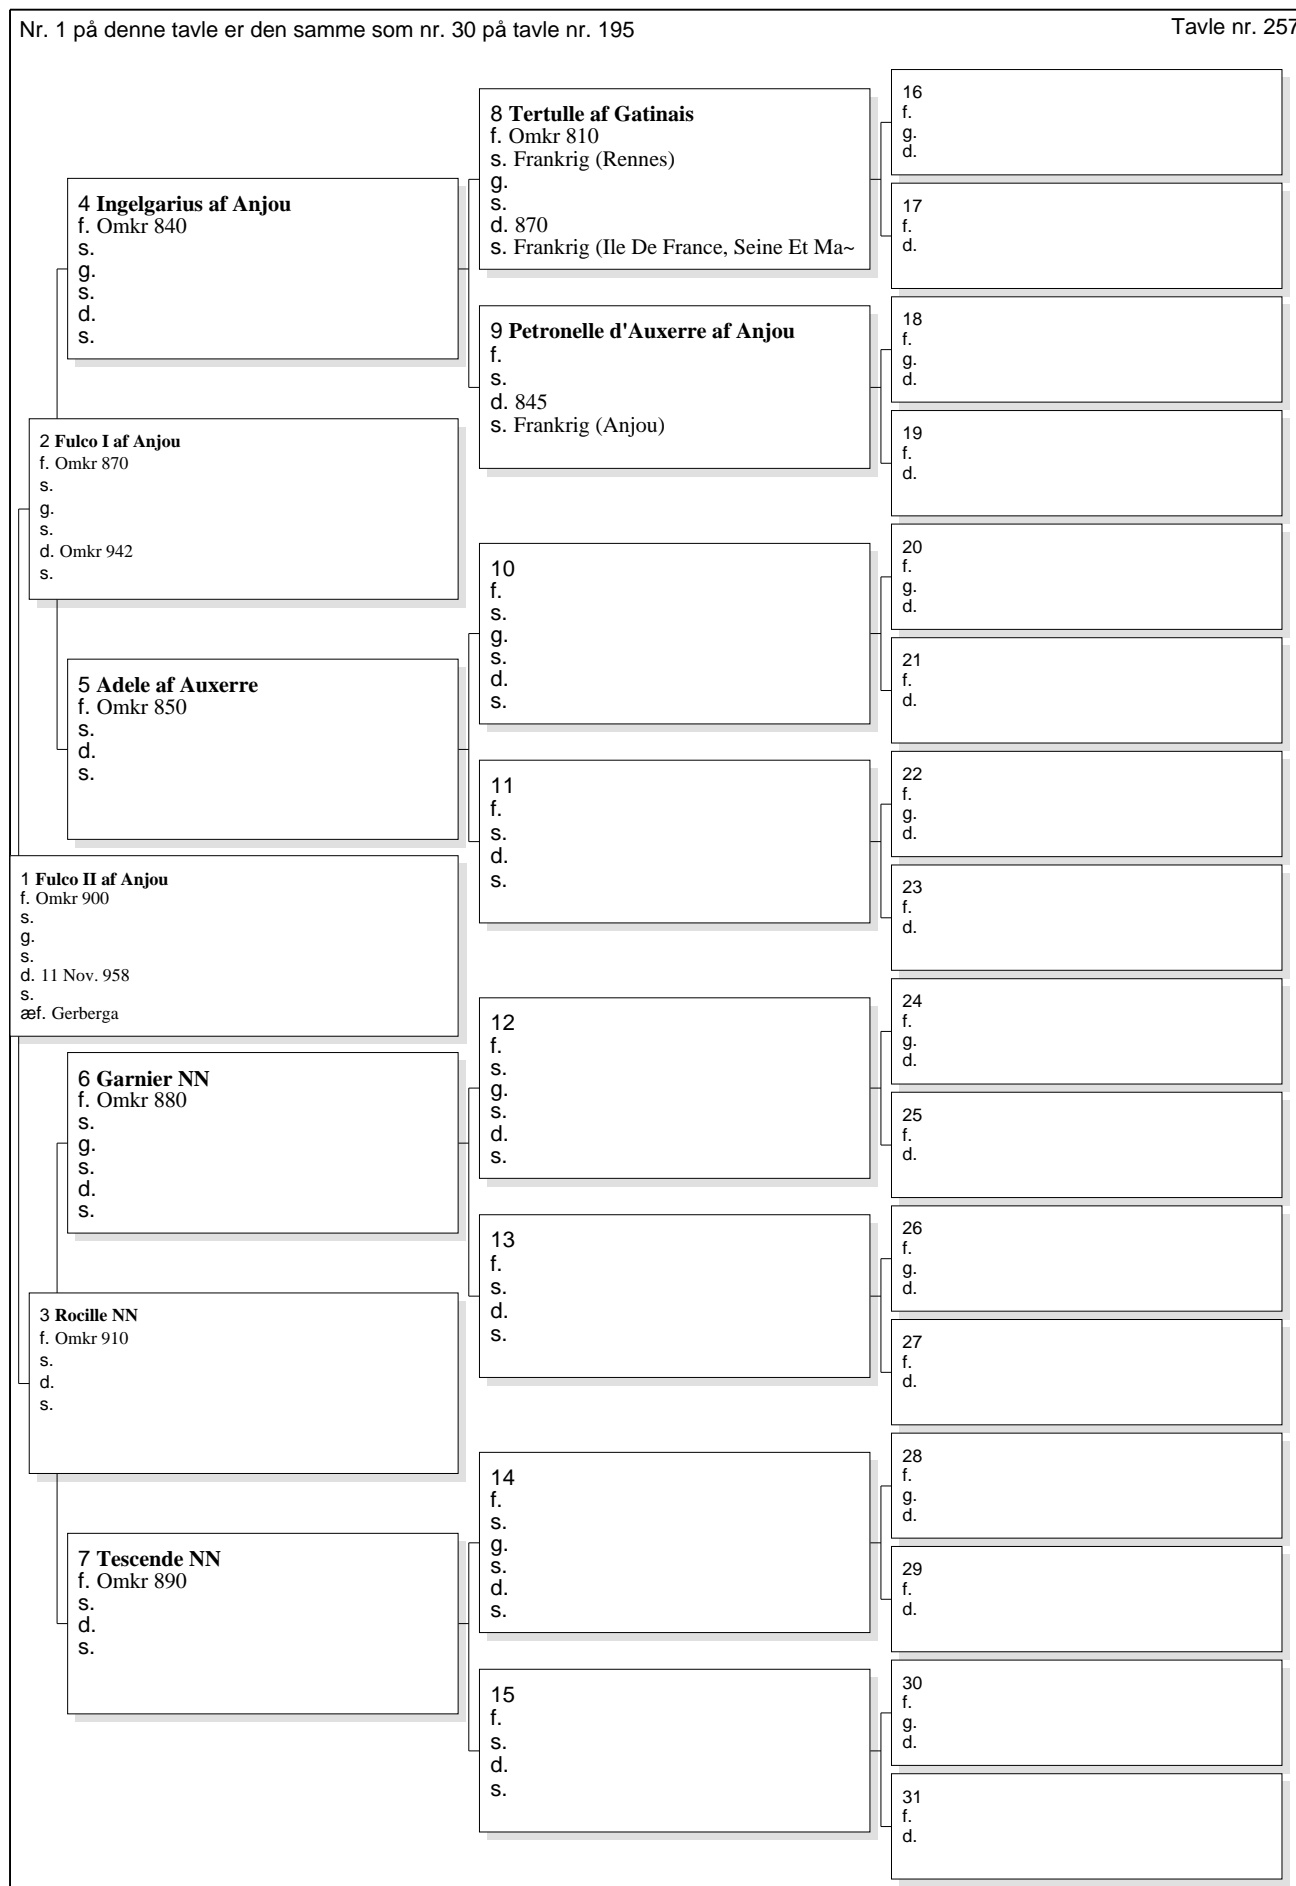 Nr. 1 på denne tavle er den samme som nr. 30 på tavle nr. 195
Tavle nr. 257
8 Tertulle af Gatinais
f. Omkr 810
s. Frankrig (Rennes)
g.
s.
d. 870
s. Frankrig (Ile De France, Seine Et Ma~
4 Ingelgarius af Anjou
f. Omkr 840
s.
g.
s.
d.
s.
9 Petronelle d'Auxerre af Anjou
f.
s.
d. 845
s. Frankrig (Anjou)
2 Fulco I af Anjou
f. Omkr 870
s.
g.
s.
d. Omkr 942
s.
10
f.
s.
g.
s.
d.
s.
5 Adele af Auxerre
f. Omkr 850
s.
d.
s.
11
f.
s.
d.
s.
1 Fulco II af Anjou
f. Omkr 900
s.
g.
s.
d. 11 Nov. 958
s.
æf. Gerberga
12
f.
s.
g.
s.
d.
s.
6 Garnier NN
f. Omkr 880
s.
g.
s.
d.
s.
13
f.
s.
d.
s.
3 Rocille NN
f. Omkr 910
s.
d.
s.
14
f.
s.
g.
s.
d.
s.
7 Tescende NN
f. Omkr 890
s.
d.
s.
15
f.
s.
d.
s.
16
f.
g.
d.
17
f.
d.
18
f.
g.
d.
19
f.
d.
20
f.
g.
d.
21
f.
d.
22
f.
g.
d.
23
f.
d.
24
f.
g.
d.
25
f.
d.
26
f.
g.
d.
27
f.
d.
28
f.
g.
d.
29
f.
d.
30
f.
g.
d.
31
f.
d.